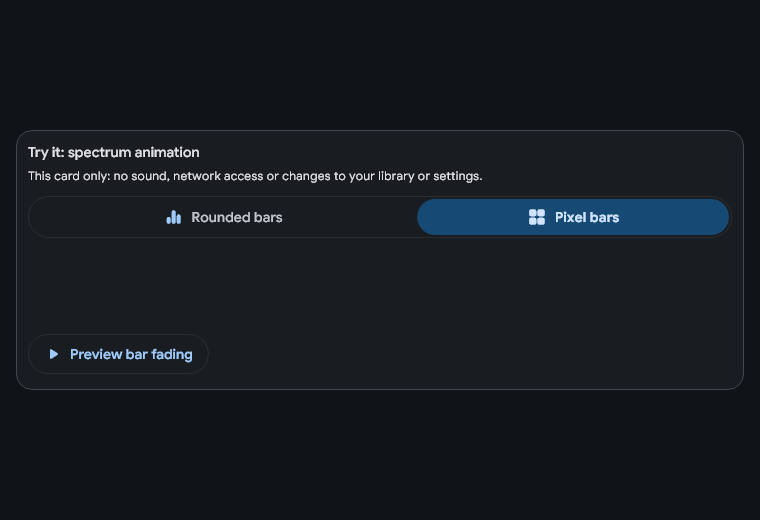 Try it: spectrum animation
This card only: no sound, network access or changes to your library or settings.
Rounded bars
Pixel bars
Preview bar fading